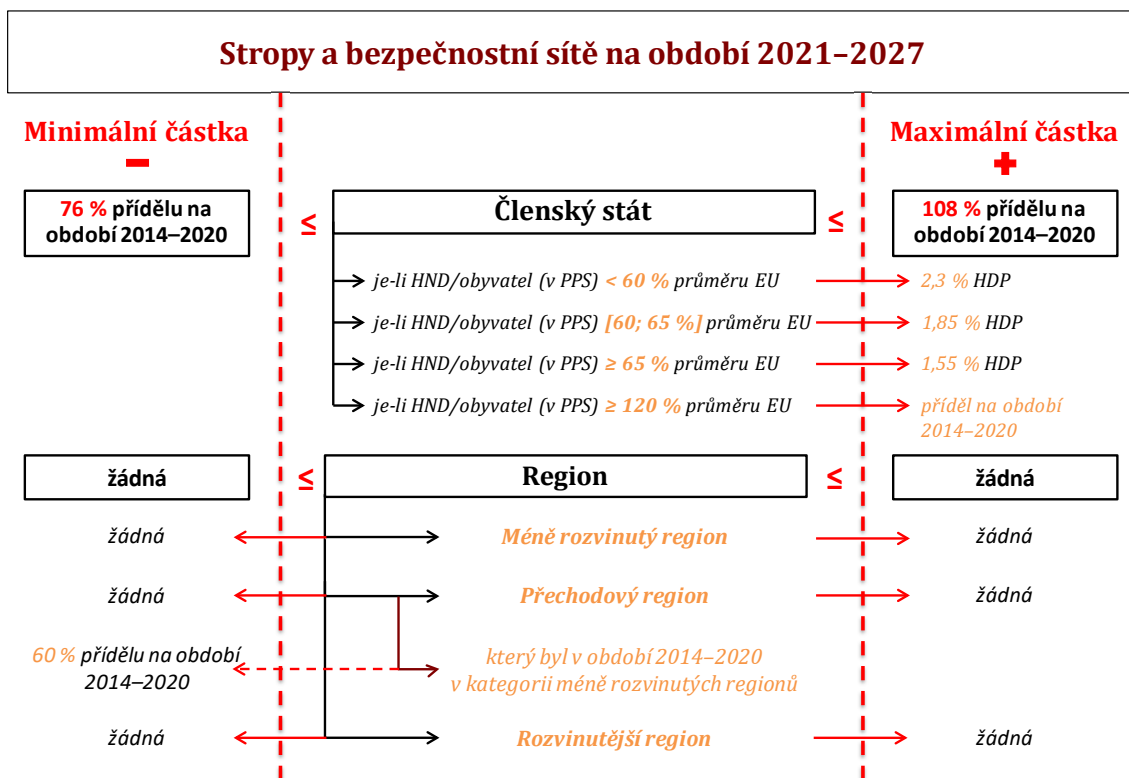 Stropy a bezpečnostní sítě na období 2021–2027
Minimální částka
Maximální částka
76 % přídělu na
období 2014–2020
≤
Členský stát
≤
108 % přídělu na
období 2014–2020
je-li HND/obyvatel (v PPS) < 60 % průměru EU
2,3 % HDP
je-li HND/obyvatel (v PPS) [60; 65 %] průměru EU
1,85 % HDP
je-li HND/obyvatel (v PPS) ≥ 65 % průměru EU
1,55 % HDP
je-li HND/obyvatel (v PPS) ≥ 120 % průměru EU
příděl na období
2014–2020
žádná
≤
Region
≤
žádná
žádná
Méně rozvinutý region
žádná
žádná
Přechodový region
žádná
60 % přídělu na období
2014–2020
který byl v období 2014–2020
v kategorii méně rozvinutých regionů
žádná
Rozvinutější region
žádná